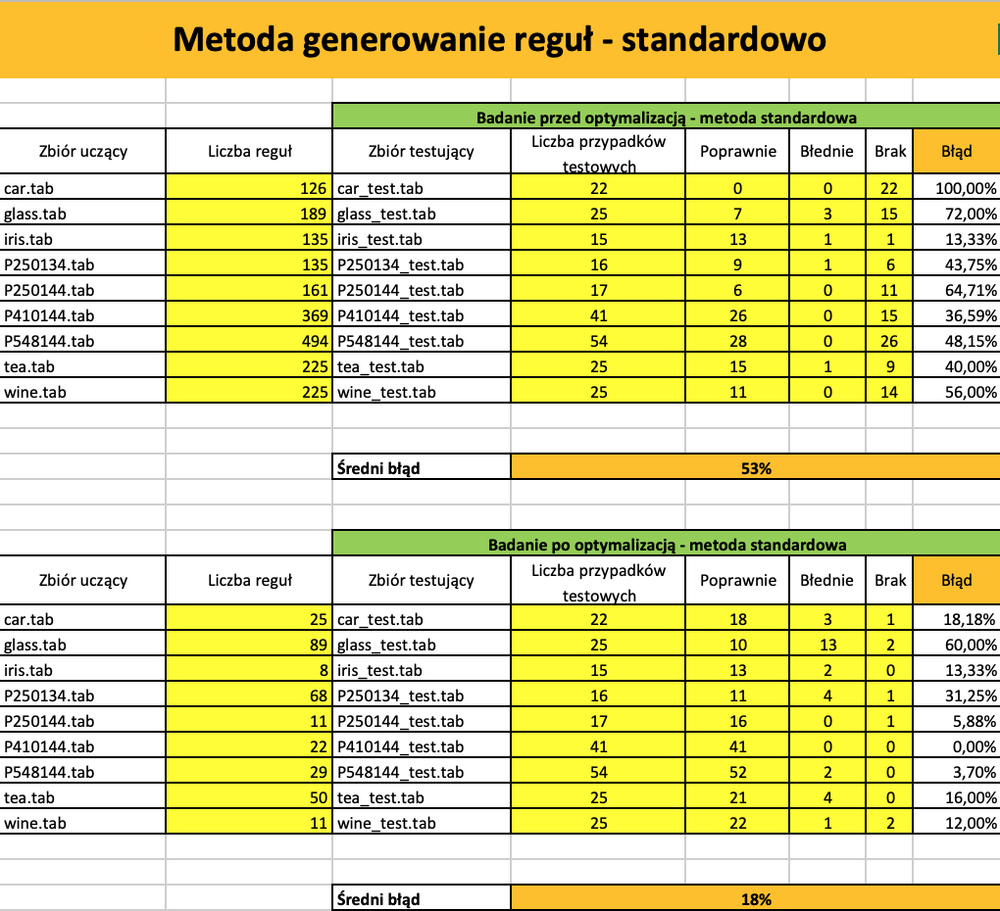 Metoda generowanie reguł - standardowo
Badanie przed optymalizacją - metoda standardowa
Zbiór uczący Liczba reguł Zbiór testujący Liczba przypadków testowych Poprawnie Błędnie Brak Błąd
car.tab 126 car_test.tab 22 0 0 22 100,00%
glass.tab 189 glass_test.tab 25 7 3 15 72,00%
iris.tab 135 iris_test.tab 15 13 1 1 13,33%
P250134.tab 135 P250134_test.tab 16 9 1 6 43,75%
P250144.tab 161 P250144_test.tab 17 6 0 11 64,71%
P410144.tab 369 P410144_test.tab 41 26 0 15 36,59%
P548144.tab 494 P548144_test.tab 54 28 0 26 48,15%
tea.tab 225 tea_test.tab 25 15 1 9 40,00%
wine.tab 225 wine_test.tab 25 11 0 14 56,00%
Średni błąd 53%
Badanie po optymalizacją - metoda standardowa
Zbiór uczący Liczba reguł Zbiór testujący Liczba przypadków testowych Poprawnie Błędnie Brak Błąd
car.tab 25 car_test.tab 22 18 3 1 18,18%
glass.tab 89 glass_test.tab 25 10 13 2 60,00%
iris.tab 8 iris_test.tab 15 13 2 0 13,33%
P250134.tab 68 P250134_test.tab 16 11 4 1 31,25%
P250144.tab 11 P250144_test.tab 17 16 0 1 5,88%
P410144.tab 22 P410144_test.tab 41 41 0 0 0,00%
P548144.tab 29 P548144_test.tab 54 52 2 0 3,70%
tea.tab 50 tea_test.tab 25 21 4 0 16,00%
wine.tab 11 wine_test.tab 25 22 1 2 12,00%
Średni błąd 18%